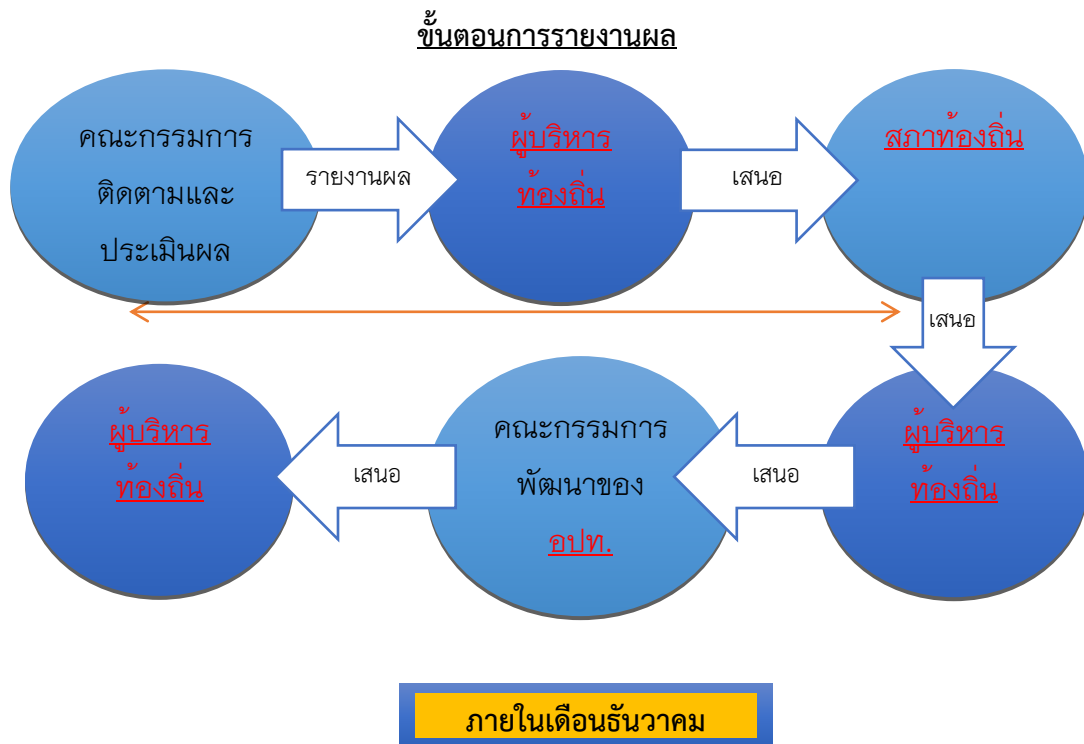 ขั้นตอนการรายงานผล
คณะกรรมการ
ติดตามและ
ประเมินผล
รายงานผล
ผู้บริหาร
ท้องถิ่น
เสนอ
สภาท้องถิ่น
เสนอ
ผู้บริหาร
ท้องถิ่น
เสนอ
คณะกรรมการ
พัฒนาของ
อปท.
เสนอ
ผู้บริหาร
ท้องถิ่น
ภายในเดือนธันวาคม